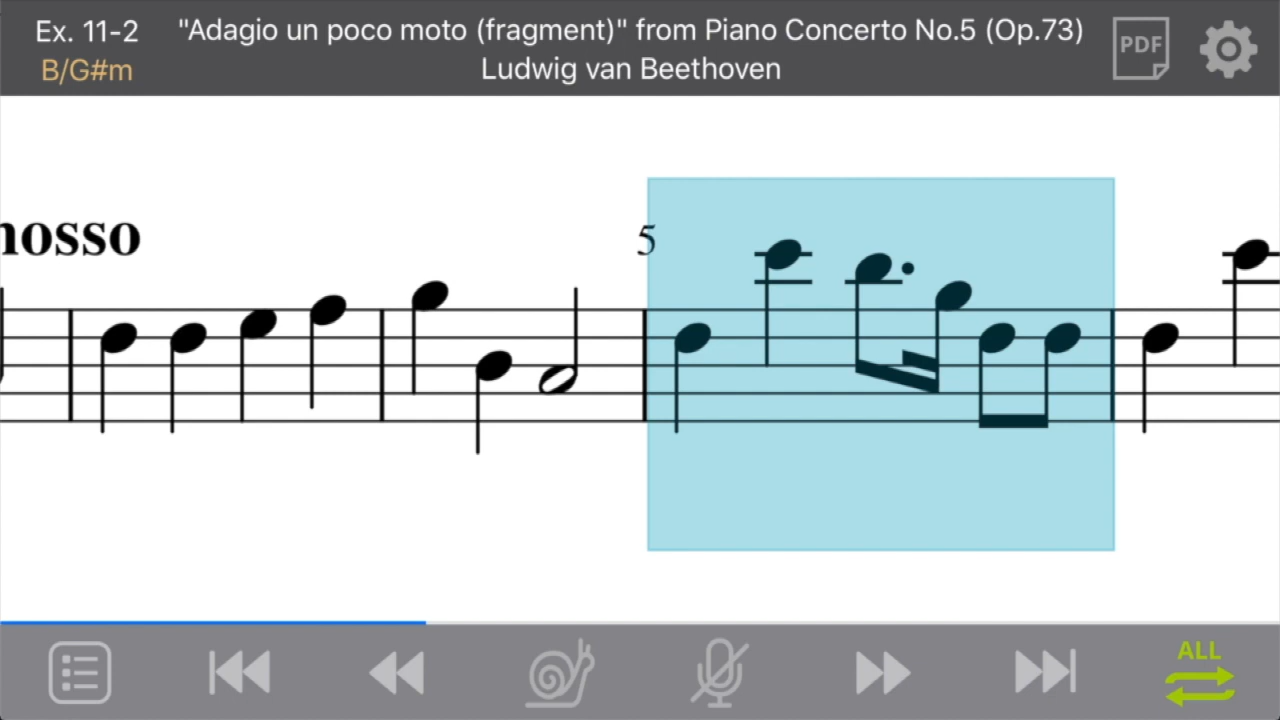 Ex. 11-2
"Adagio un poco moto (fragment)" from Piano Concerto No.5 (Op.73)
B/G#m
Ludwig van Beethoven
PDF
5
ALL